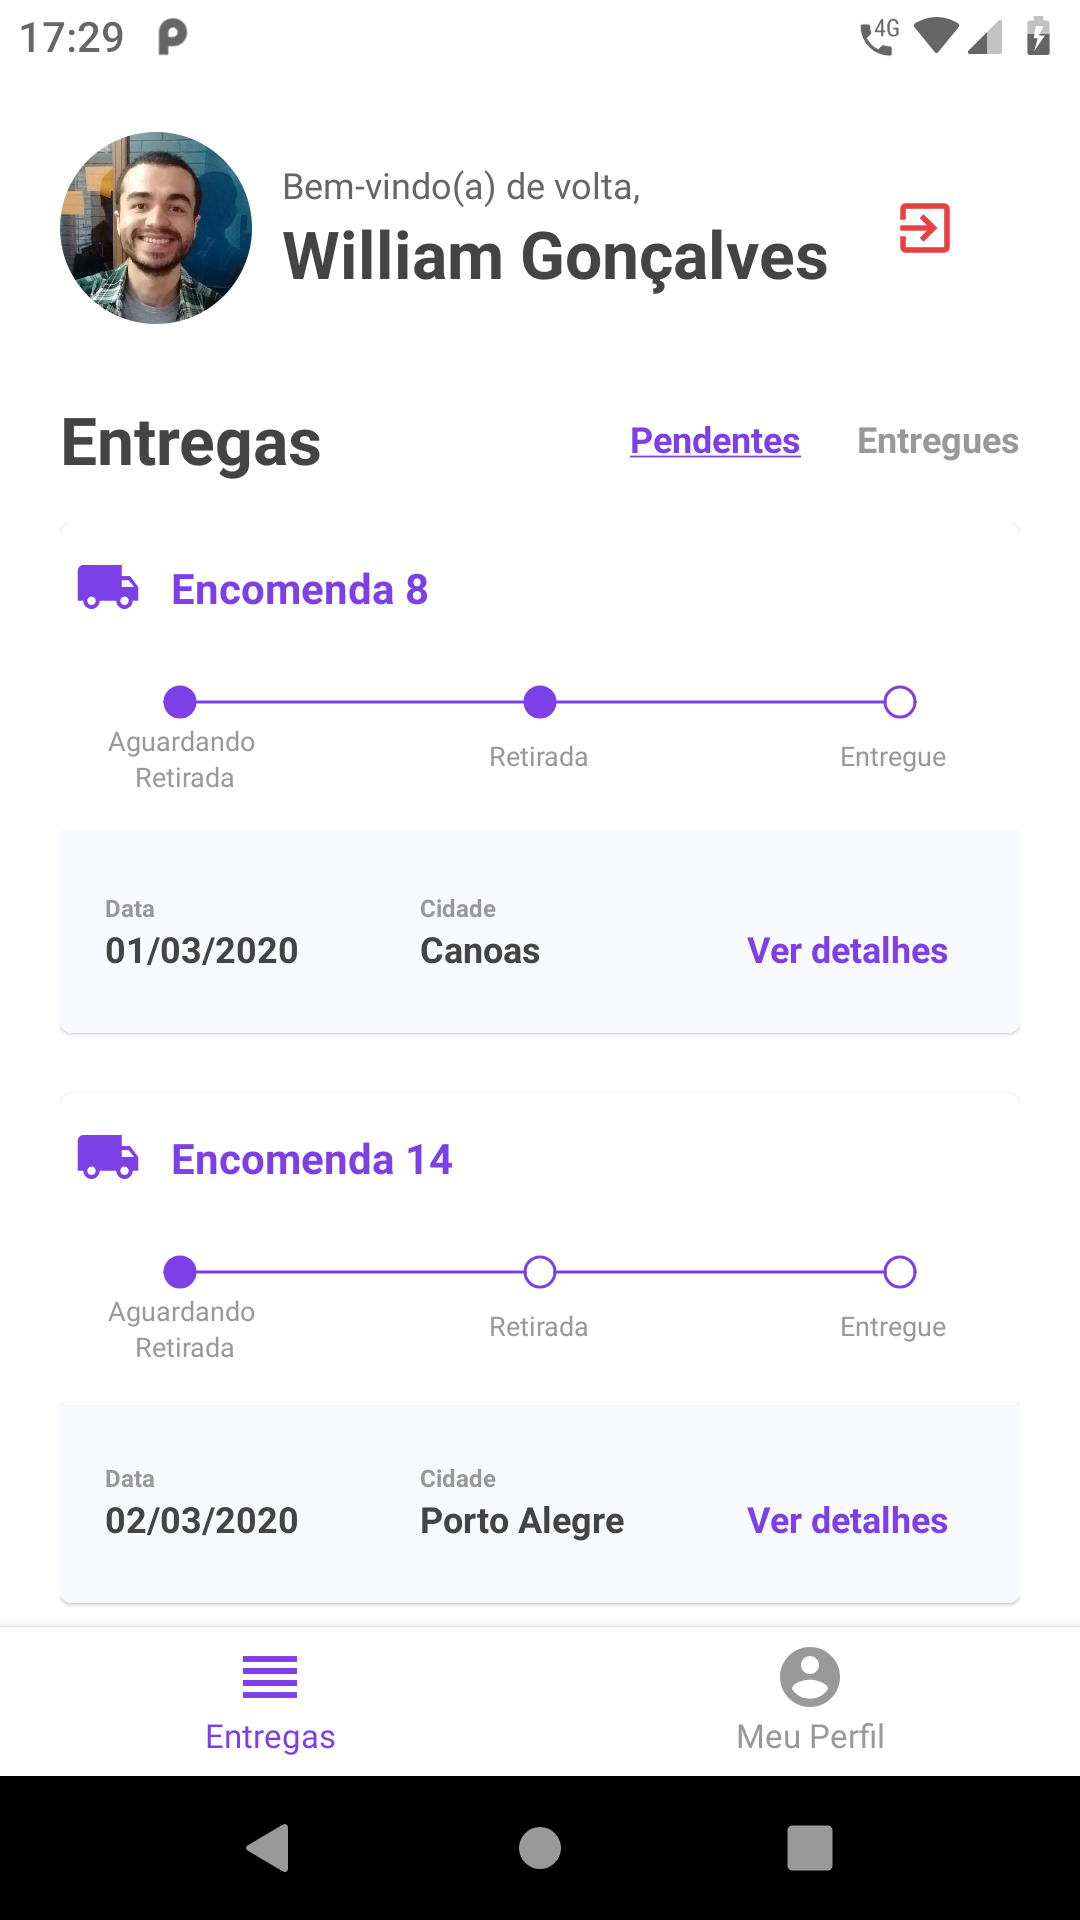 17:29
4G
Bem-vindo(a) de volta,
William Gonçalves
Entregas
Pendentes
Entregues
Encomenda 8
Aguardando
Retirada
Retirada
Entregue
Data
Cidade
01/03/2020
Canoas
Ver detalhes
Encomenda 14
Aguardando
Retirada
Retirada
Entregue
Data
Cidade
02/03/2020
Porto Alegre
Ver detalhes
Entregas
Meu Perfil